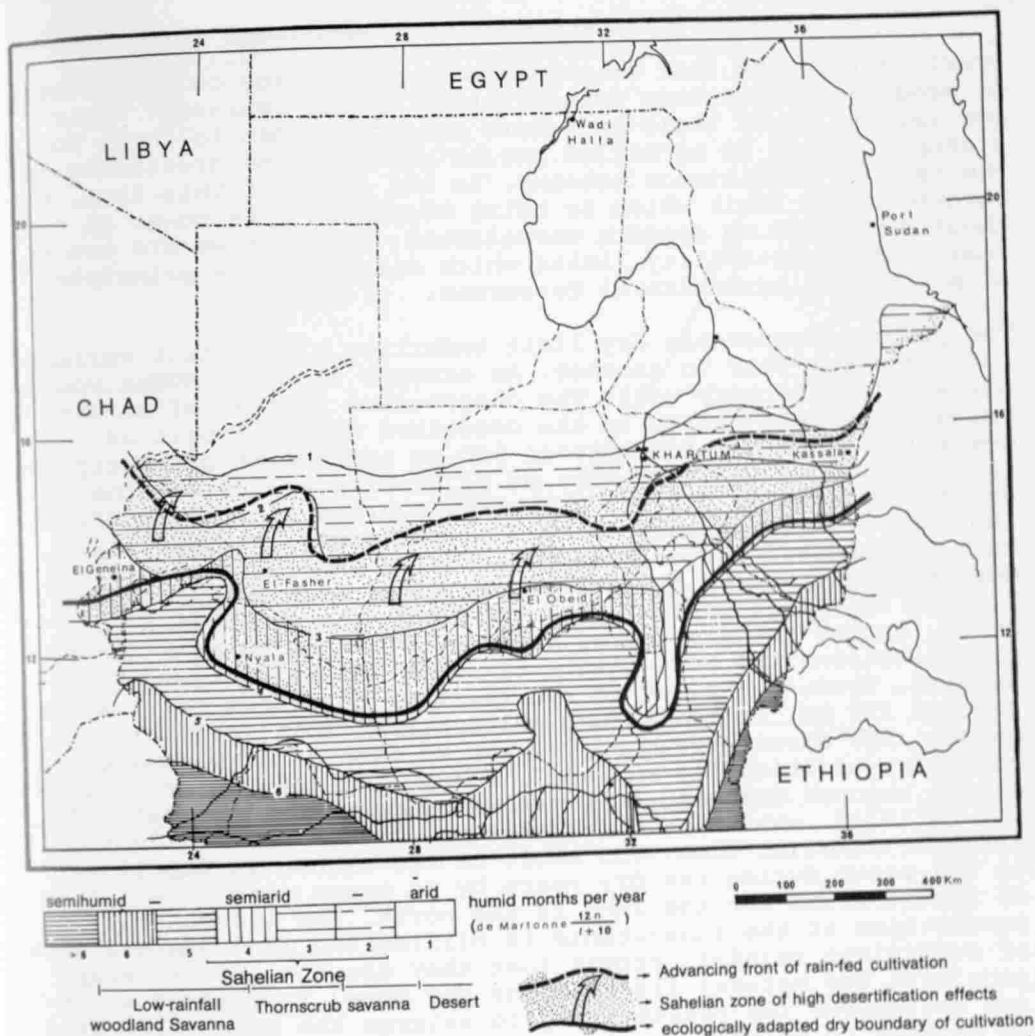 24
28
32
36
EGYPT
Wadi
Halfa
LIBYA
20
20
Port
Sudan
CHAD
16
16
1
KHARTUM
Kassala
2
El Geneina
El-Fasher
El Obeid
3
12
12
Nyala
5
6
ETHIOPIA
24
28
32
36
semihumid – semiarid – arid
humid months per year
(de Martonne 12 n / t + 10)
> 6 6 5 4 3 2 1
0 100 200 300 400 Km
Sahelian Zone
Low-rainfall
woodland Savanna
Thornscrub savanna
Desert
Advancing front of rain-fed cultivation
Sahelian zone of high desertification effects
ecologically adapted dry boundary of cultivation